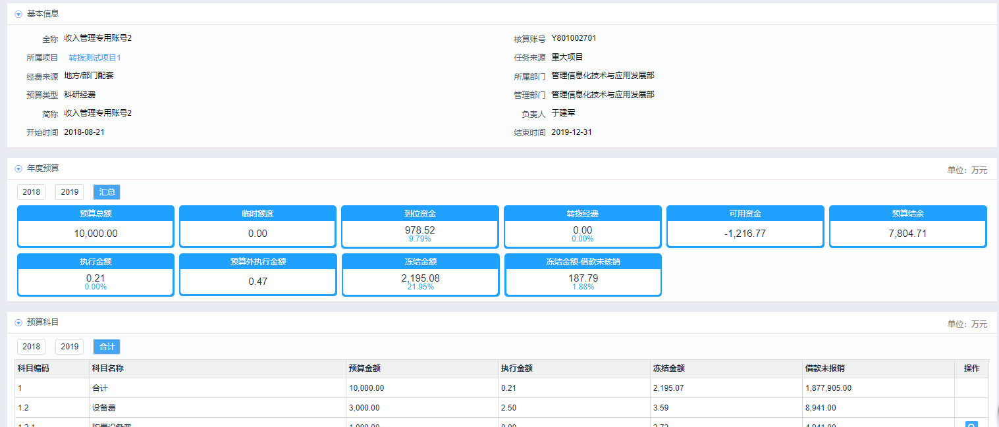 基本信息
全称 收入管理专用账号2 核算账号 Y801002701
所属项目 转拨测试项目1 任务来源 重大项目
经费来源 地方/部门配套 所属部门 管理信息化技术与应用发展部
预算类型 科研经费 管理部门 管理信息化技术与应用发展部
简称 收入管理专用账号2 负责人 于建军
开始时间 2018-08-21 结束时间 2019-12-31
年度预算 单位：万元
2018 2019 汇总
预算总额 临时额度 到位资金 转拨经费 可用资金 预算结余
10,000.00 0.00 978.52 0.00 -1,216.77 7,804.71
9.79% 0.00%
执行金额 预算外执行金额 冻结金额 冻结金额-借款未核销
0.21 0.47 2,195.08 187.79
0.00% 21.95% 1.88%
预算科目 单位：万元
2018 2019 合计
科目编码 科目名称 预算金额 执行金额 冻结金额 借款未报销 操作
1 合计 10,000.00 0.21 2,195.07 1,877,905.00
1.2 设备费 3,000.00 2.50 3.59 8,941.00
1.2.1 购置设备费 1,000.00 0.00 2.72 4,941.00